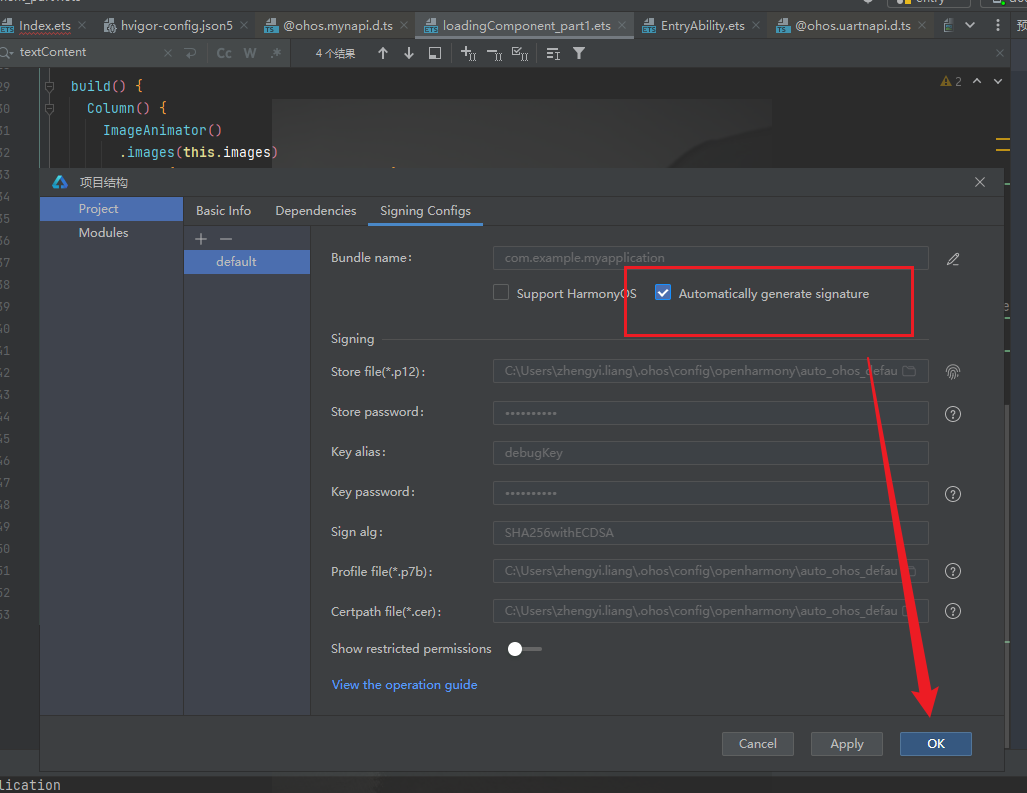 Index.ets hvigor-config.json5 @ohos.mynapi.d.ts loadingComponent_part1.ets EntryAbility.ets @ohos.uartnapi.d.ts
textContent Cc W .* 4 个结果
build() { 2
Column() {
ImageAnimator()
.images(this.images)
项目结构
Project Basic Info Dependencies Signing Configs
Modules
default
Bundle name: com.example.myapplication
Support HarmonyOS Automatically generate signature
Signing
Store file(*.p12): C:\Users\zhengyi.liang\.ohos\config\openharmony\auto_ohos_defau
Store password: ••••••••••
Key alias: debugKey
Key password: ••••••••••
Sign alg: SHA256withECDSA
Profile file(*.p7b): C:\Users\zhengyi.liang\.ohos\config\openharmony\auto_ohos_defau
Certpath file(*.cer): C:\Users\zhengyi.liang\.ohos\config\openharmony\auto_ohos_defau
Show restricted permissions
View the operation guide
Cancel Apply OK
lication